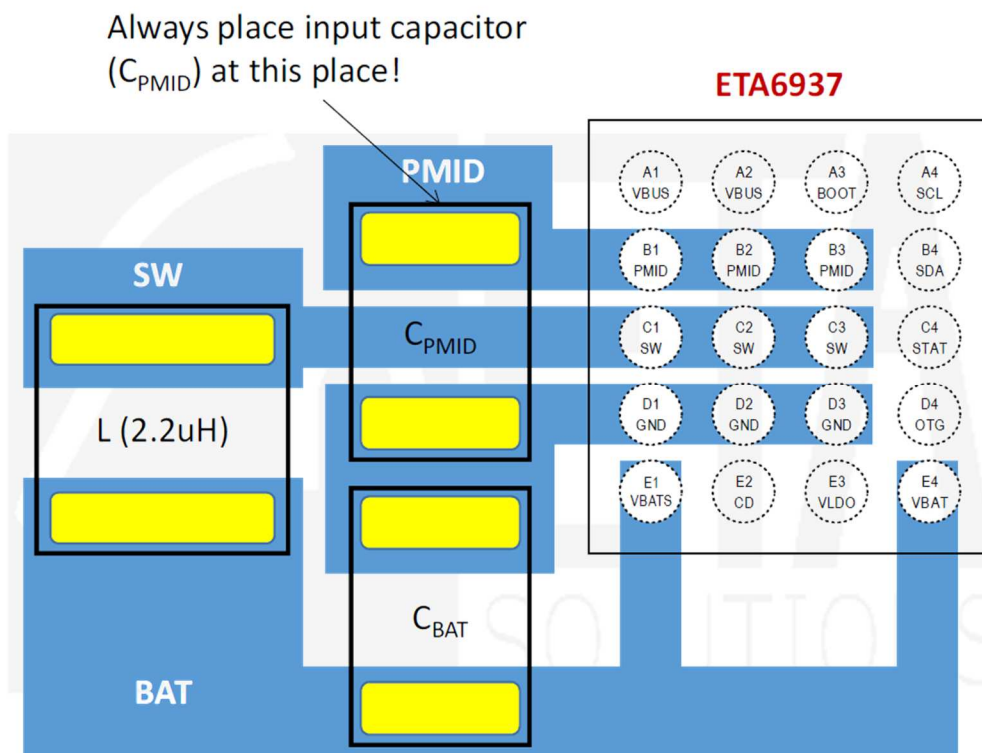 Always place input capacitor
(CPMID) at this place!
ETA6937
PMID
A1 VBUS
A2 VBUS
A3 BOOT
A4 SCL
SW
B1 PMID
B2 PMID
B3 PMID
B4 SDA
CPMID
C1 SW
C2 SW
C3 SW
C4 STAT
L (2.2uH)
D1 GND
D2 GND
D3 GND
D4 OTG
E1 VBATS
E2 CD
E3 VLDO
E4 VBAT
CBAT
BAT
ETA
SOLUTIONS